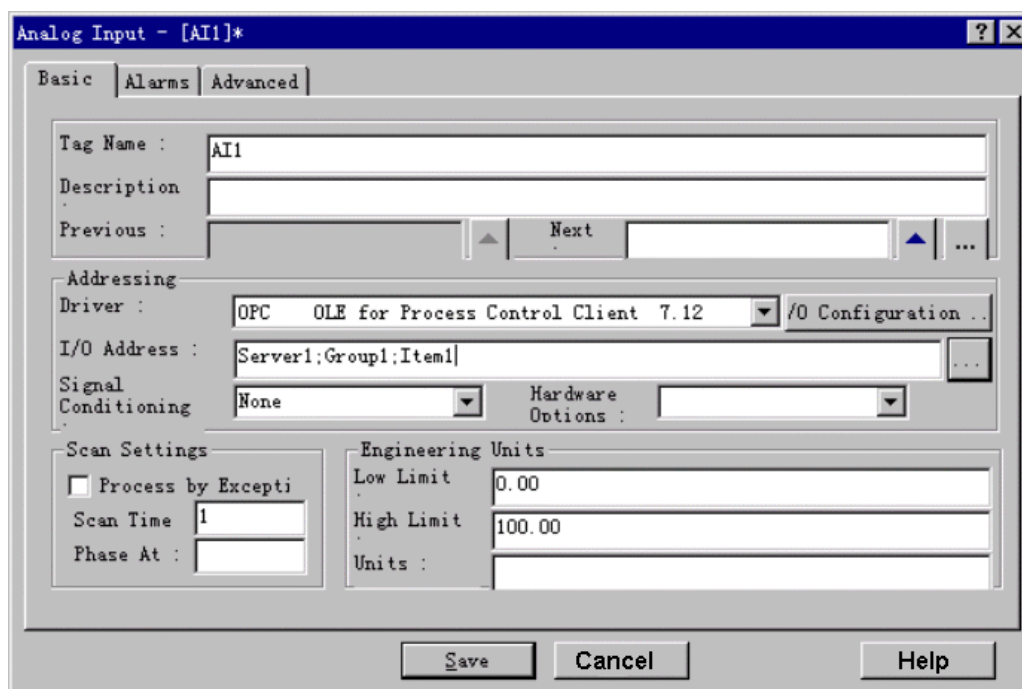 Analog Input - [AI1]*
Basic Alarms Advanced
Tag Name : AI1
Description
:
Previous : Next
:
...
Addressing
Driver : OPC OLE for Process Control Client 7.12 /O Configuration ..
I/O Address : Server1;Group1;Item1 ...
Signal
Conditioning
: None Hardware
Options : 
Scan Settings
Process by Excepti
Scan Time 1
Phase At :
Engineering Units
Low Limit
: 0.00
High Limit
: 100.00
Units :
Save Cancel Help